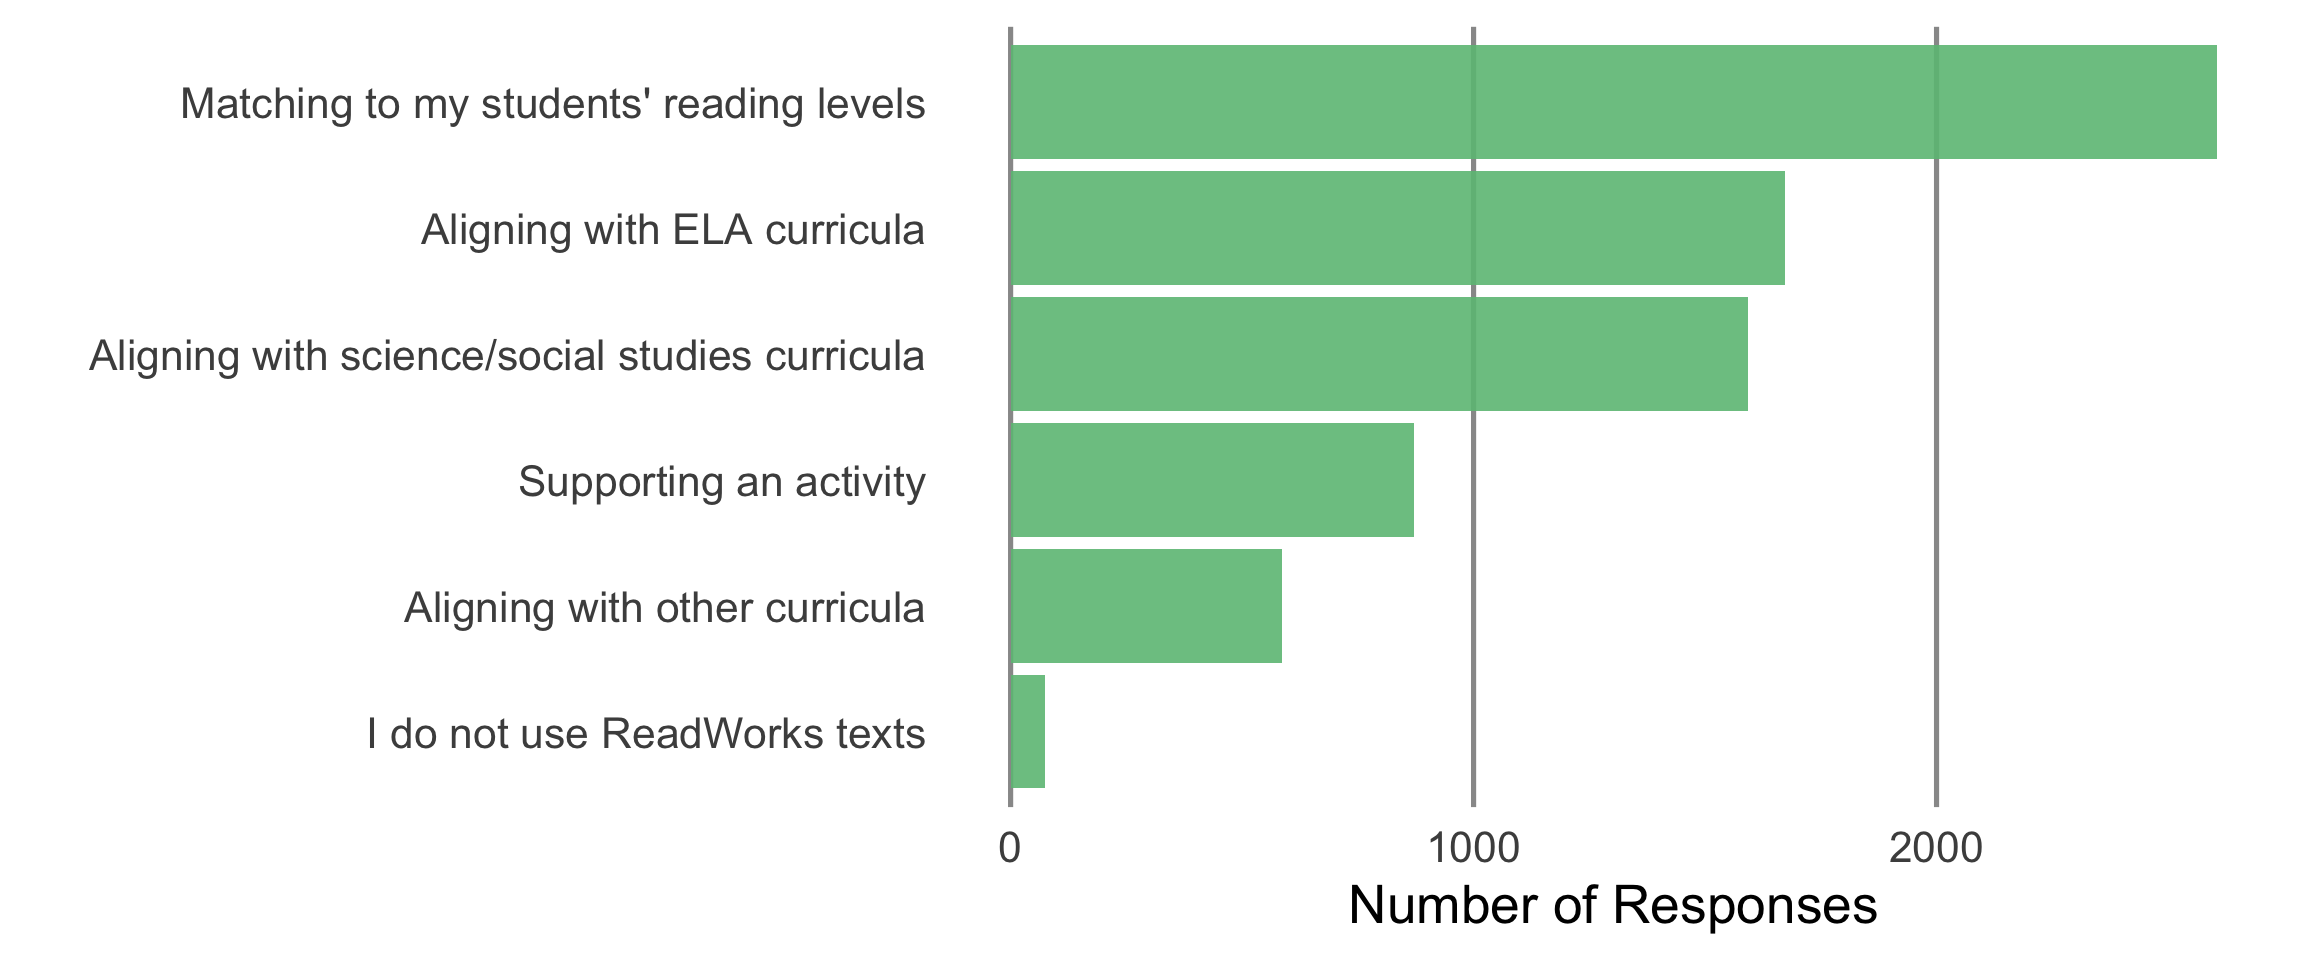 Matching to my students' reading levels
Aligning with ELA curricula
Aligning with science/social studies curricula
Supporting an activity
Aligning with other curricula
I do not use ReadWorks texts
0 1000 2000
Number of Responses